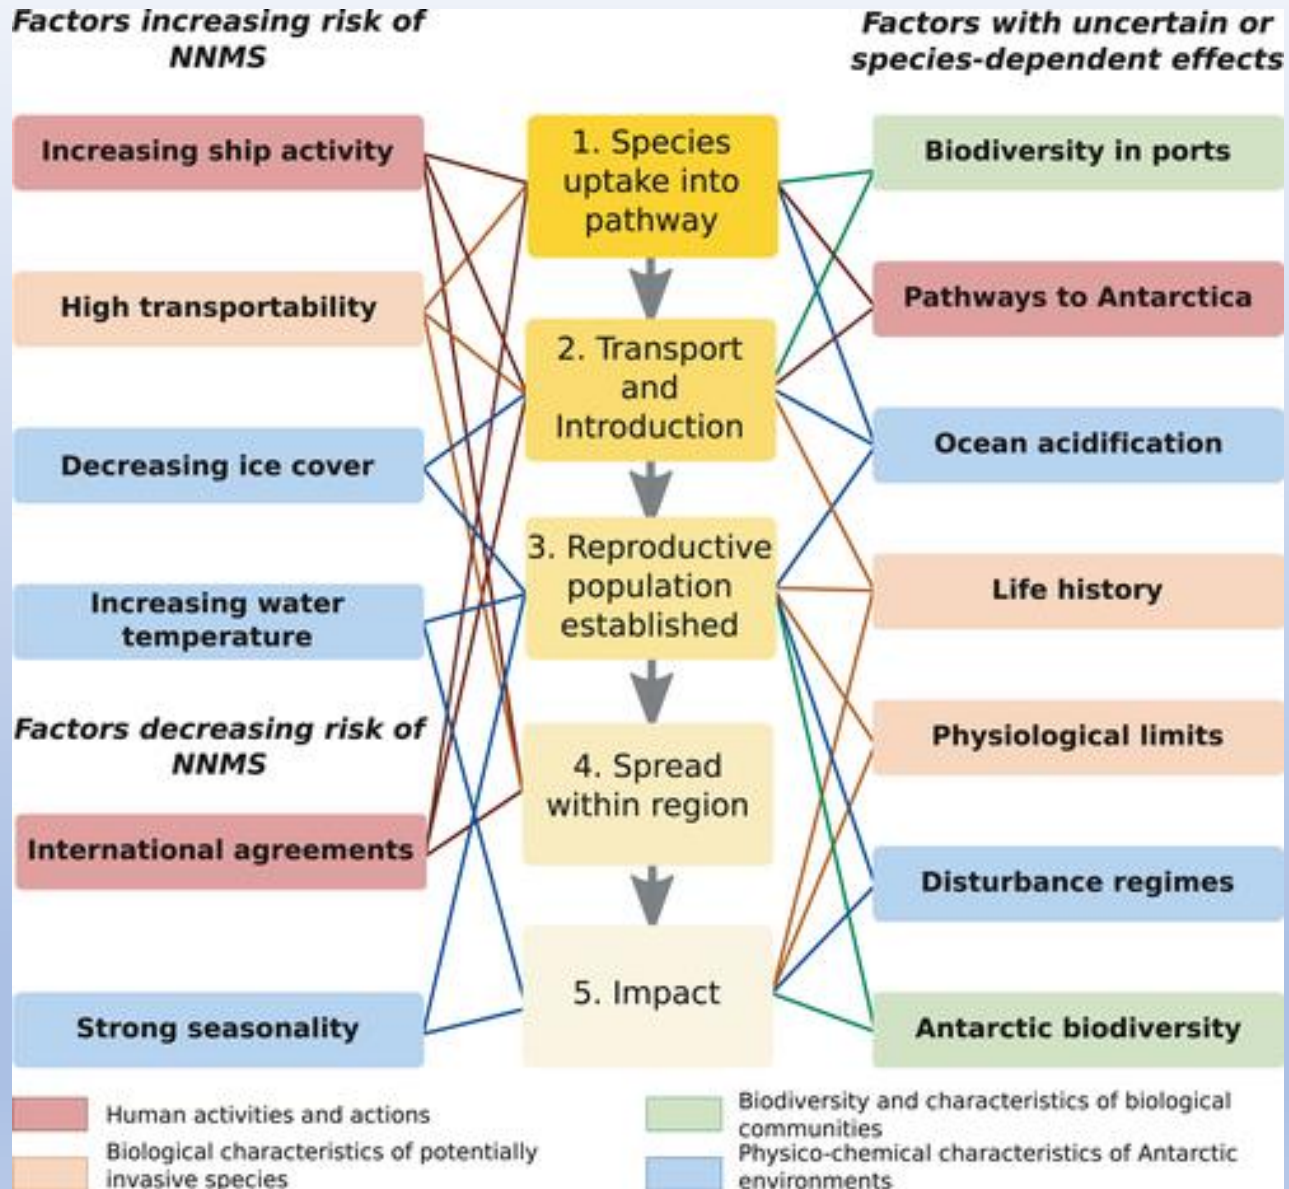 Factors increasing risk of
NNMS
Increasing ship activity
High transportability
Decreasing ice cover
Increasing water
temperature
Factors decreasing risk of
NNMS
International agreements
Strong seasonality
1. Species
uptake into
pathway
2. Transport
and
Introduction
3. Reproductive
population
established
4. Spread
within region
5. Impact
Factors with uncertain or
species-dependent effects
Biodiversity in ports
Pathways to Antarctica
Ocean acidification
Life history
Physiological limits
Disturbance regimes
Antarctic biodiversity
Human activities and actions
Biological characteristics of potentially
invasive species
Biodiversity and characteristics of biological
communities
Physico-chemical characteristics of Antarctic
environments